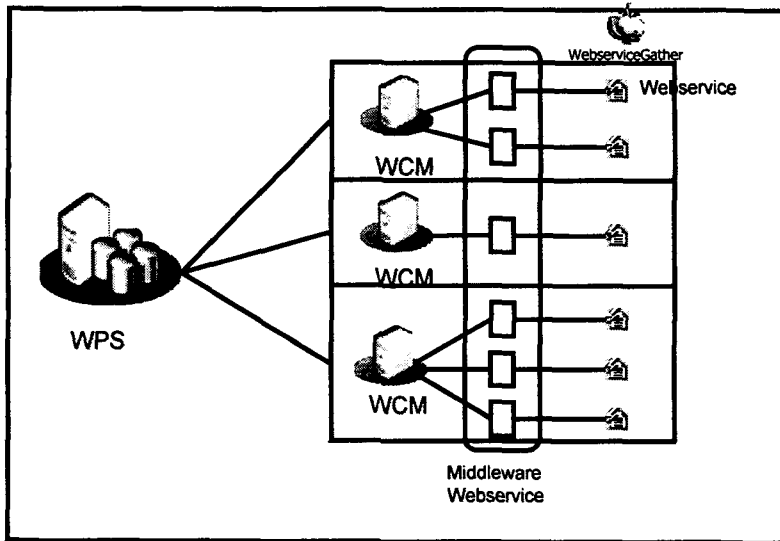 WebserviceGather
Webservice
WCM
WCM
WPS
WCM
Middleware
Webservice